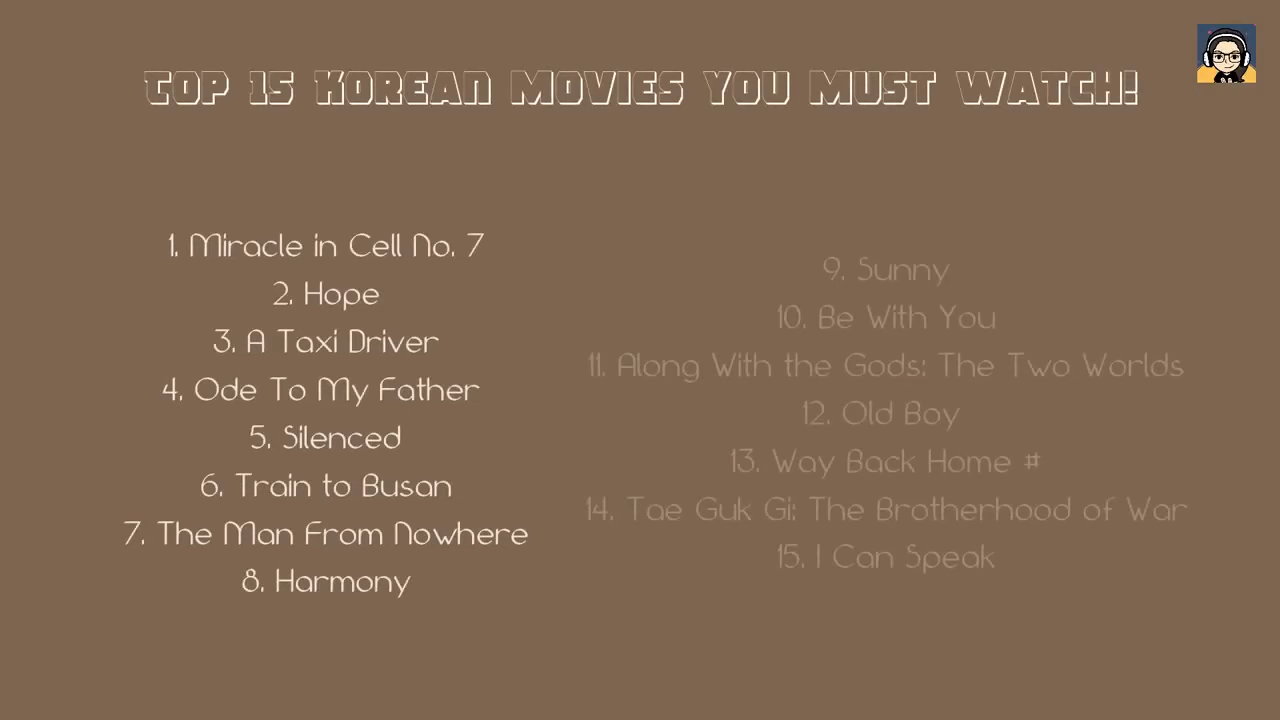 Top 15 Korean Movies You Must Watch!
1. Miracle in Cell No. 7
2. Hope
3. A Taxi Driver
4. Ode To My Father
5. Silenced
6. Train to Busan
7. The Man From Nowhere
8. Harmony
9. Sunny
10. Be With You
11. Along With the Gods: The Two Worlds
12. Old Boy
13. Way Back Home #
14. Tae Guk Gi: The Brotherhood of War
15. I Can Speak